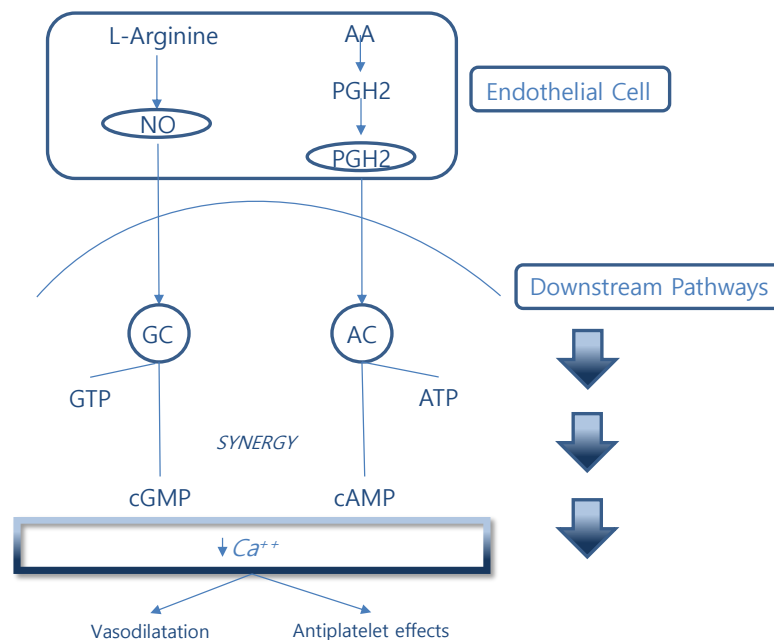 L-Arginine
AA
PGH2
Endothelial Cell
NO
PGH2
Downstream Pathways
GC
AC
GTP
ATP
SYNERGY
cGMP
cAMP
↓ Ca⁺⁺
Vasodilatation
Antiplatelet effects